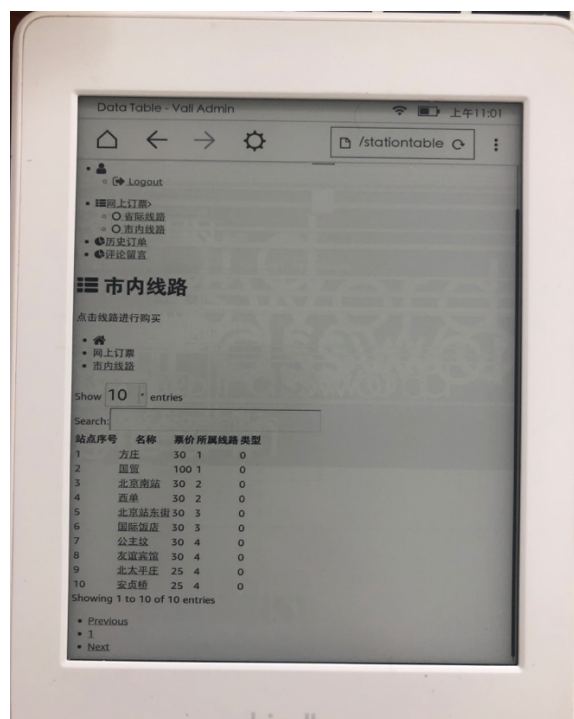 Data Table - Vali Admin 上午11:01
/stationtable
Logout
网上订票›
省际线路
市内线路
历史订单
评论留言
市内线路
点击线路进行购买
网上订票
市内线路
Show 10 entries
Search:
站点序号 名称 票价 所属线路 类型
1 方庄 30 1 0
2 国贸 100 1 0
3 北京南站 30 2 0
4 西单 30 2 0
5 北京站东街 30 3 0
6 国际饭店 30 3 0
7 公主坟 30 4 0
8 友谊宾馆 30 4 0
9 北太平庄 25 4 0
10 安贞桥 25 4 0
Showing 1 to 10 of 10 entries
Previous
1
Next